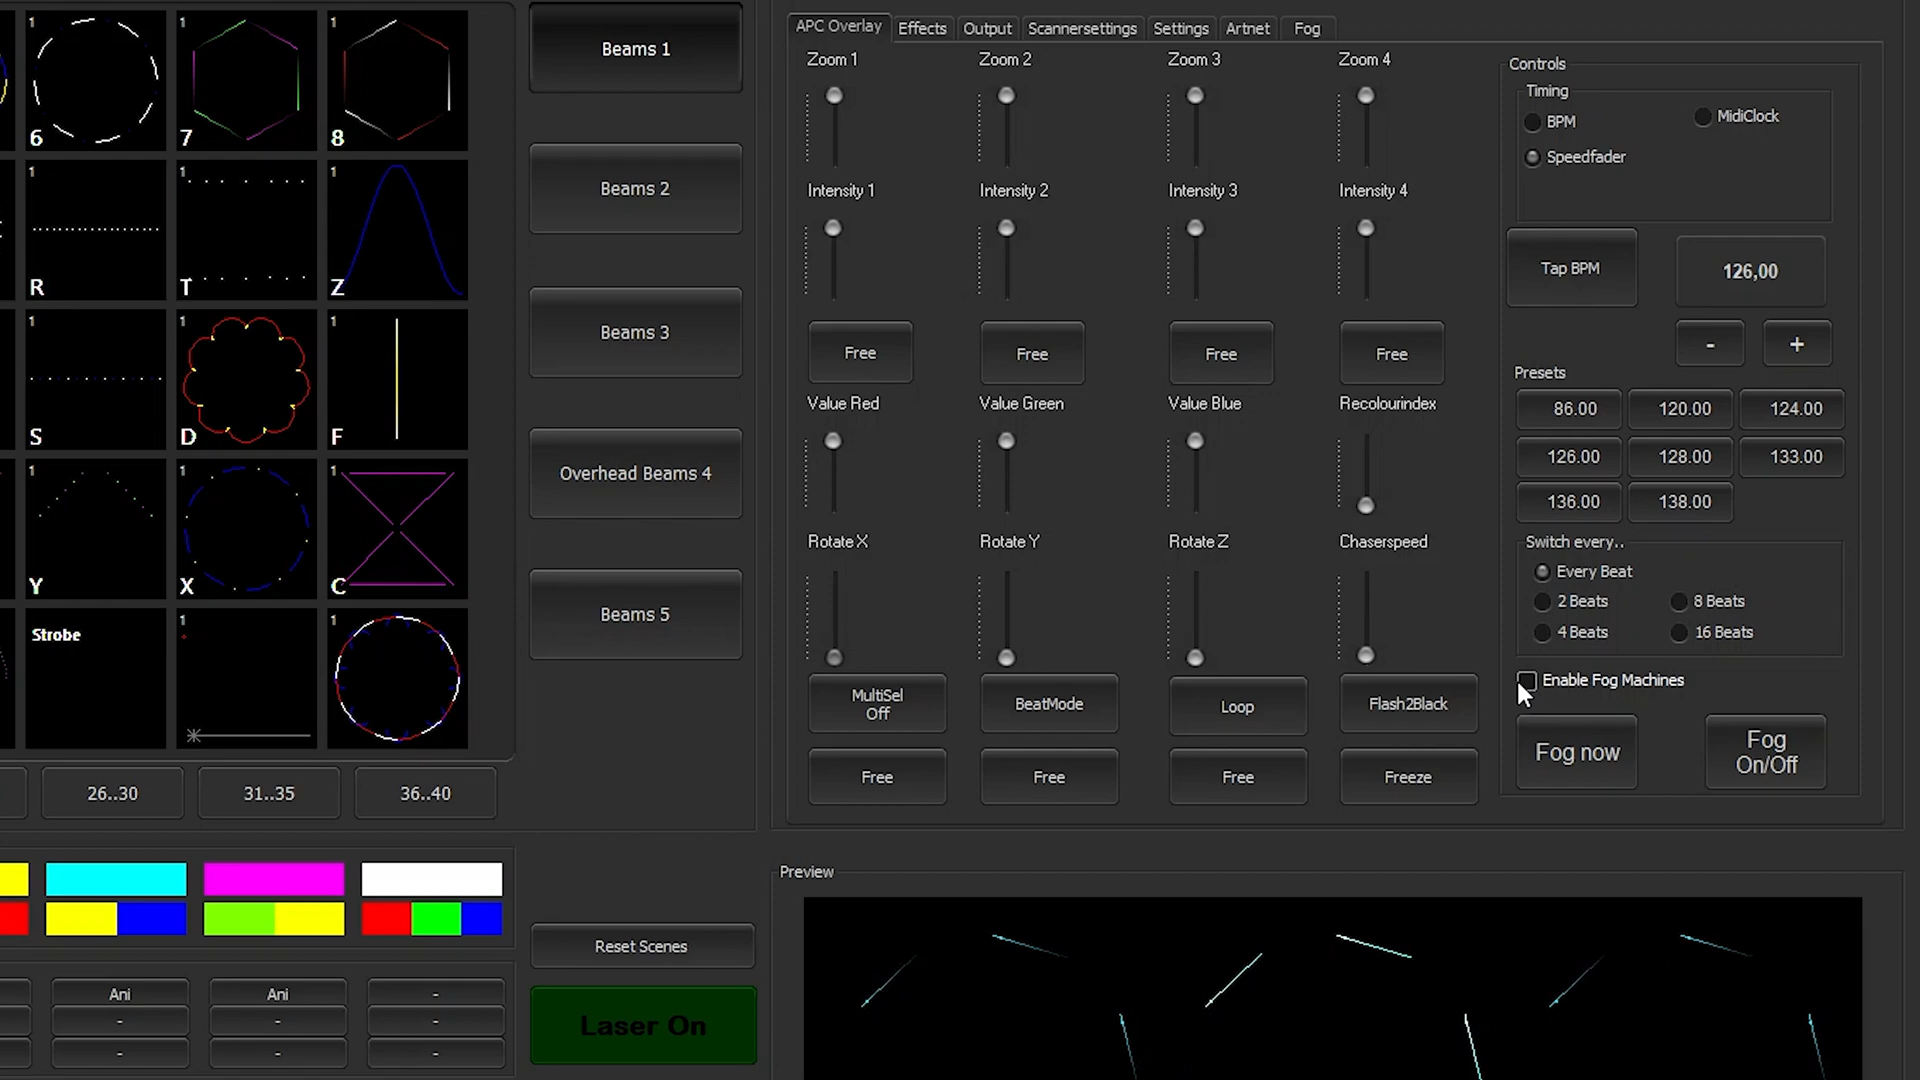 1
6
1
7
1
8
1
R
1
T
1
Z
1
S
1
D
1
F
1
Y
1
X
1
C
Strobe
1
1
26..30
31..35
36..40
Ani
Ani
-
-
-
-
-
-
-
Beams 1
Beams 2
Beams 3
Overhead Beams 4
Beams 5
Reset Scenes
Laser On
APC Overlay Effects Output Scannersettings Settings Artnet Fog
Zoom 1 Zoom 2 Zoom 3 Zoom 4
Intensity 1 Intensity 2 Intensity 3 Intensity 4
Free Free Free Free
Value Red Value Green Value Blue Recolourindex
Rotate X Rotate Y Rotate Z Chaserspeed
MultiSel
Off
BeatMode Loop Flash2Black
Free Free Free Freeze
Controls
Timing
BPM MidiClock
Speedfader
Tap BPM 126,00
- +
Presets
86.00 120.00 124.00
126.00 128.00 133.00
136.00 138.00
Switch every..
Every Beat
2 Beats 8 Beats
4 Beats 16 Beats
Enable Fog Machines
Fog now
Fog
On/Off
Preview